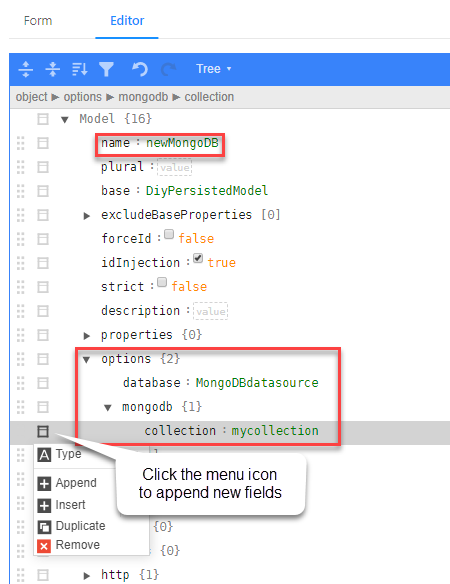 Form Editor
Tree
object ▸ options ▸ mongodb ▸ collection
Model {16}
name : newMongoDB
plural : value
base : DiyPersistedModel
excludeBaseProperties [0]
forceId : false
idInjection : true
strict : false
description : value
properties {0}
options {2}
database : MongoDBdatasource
mongodb {1}
collection : mycollection
Type
Append
Insert
Duplicate
Remove
Click the menu icon
to append new fields
{0}
{0}
http {1}